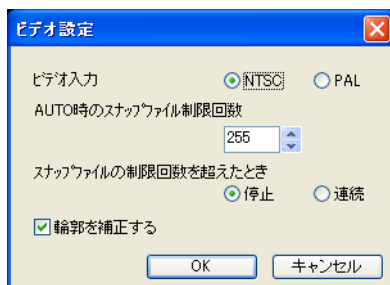 ビデオ設定
ビデオ入力 NTSC PAL
AUTO時のスナップファイル制限回数
255
スナップファイルの制限回数を超えたとき
停止 連続
輪郭を補正する
OK キャンセル